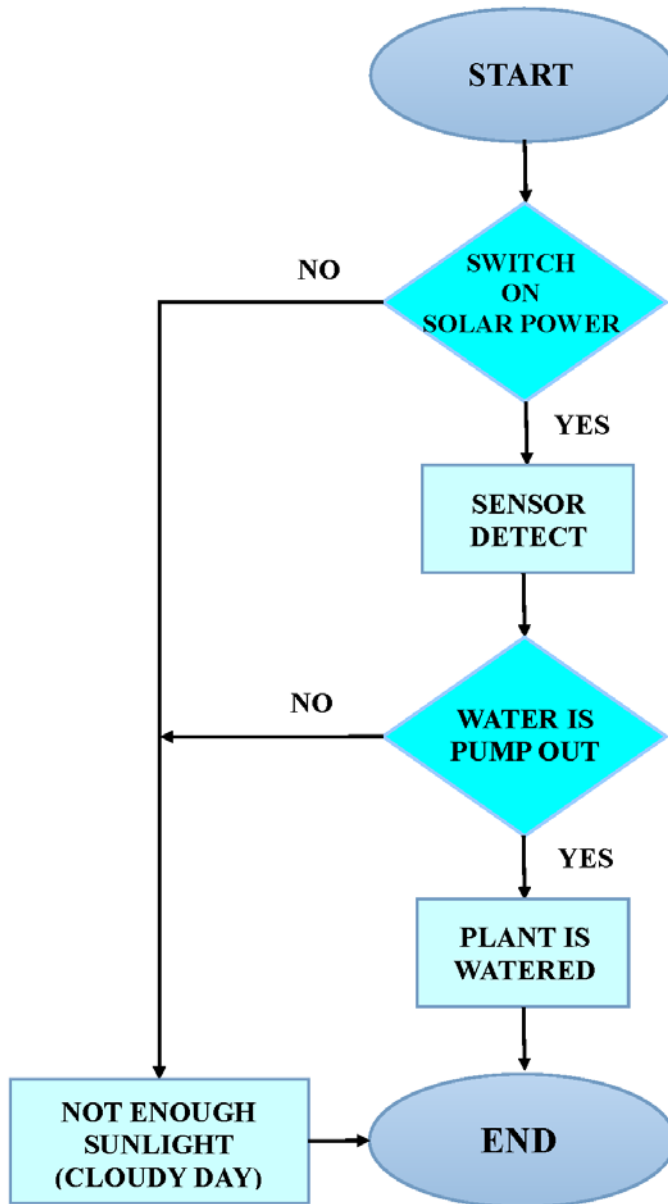 START
SWITCH
ON
SOLAR POWER
NO
YES
SENSOR
DETECT
NO
WATER IS
PUMP OUT
YES
PLANT IS
WATERED
NOT ENOUGH
SUNLIGHT
(CLOUDY DAY)
END